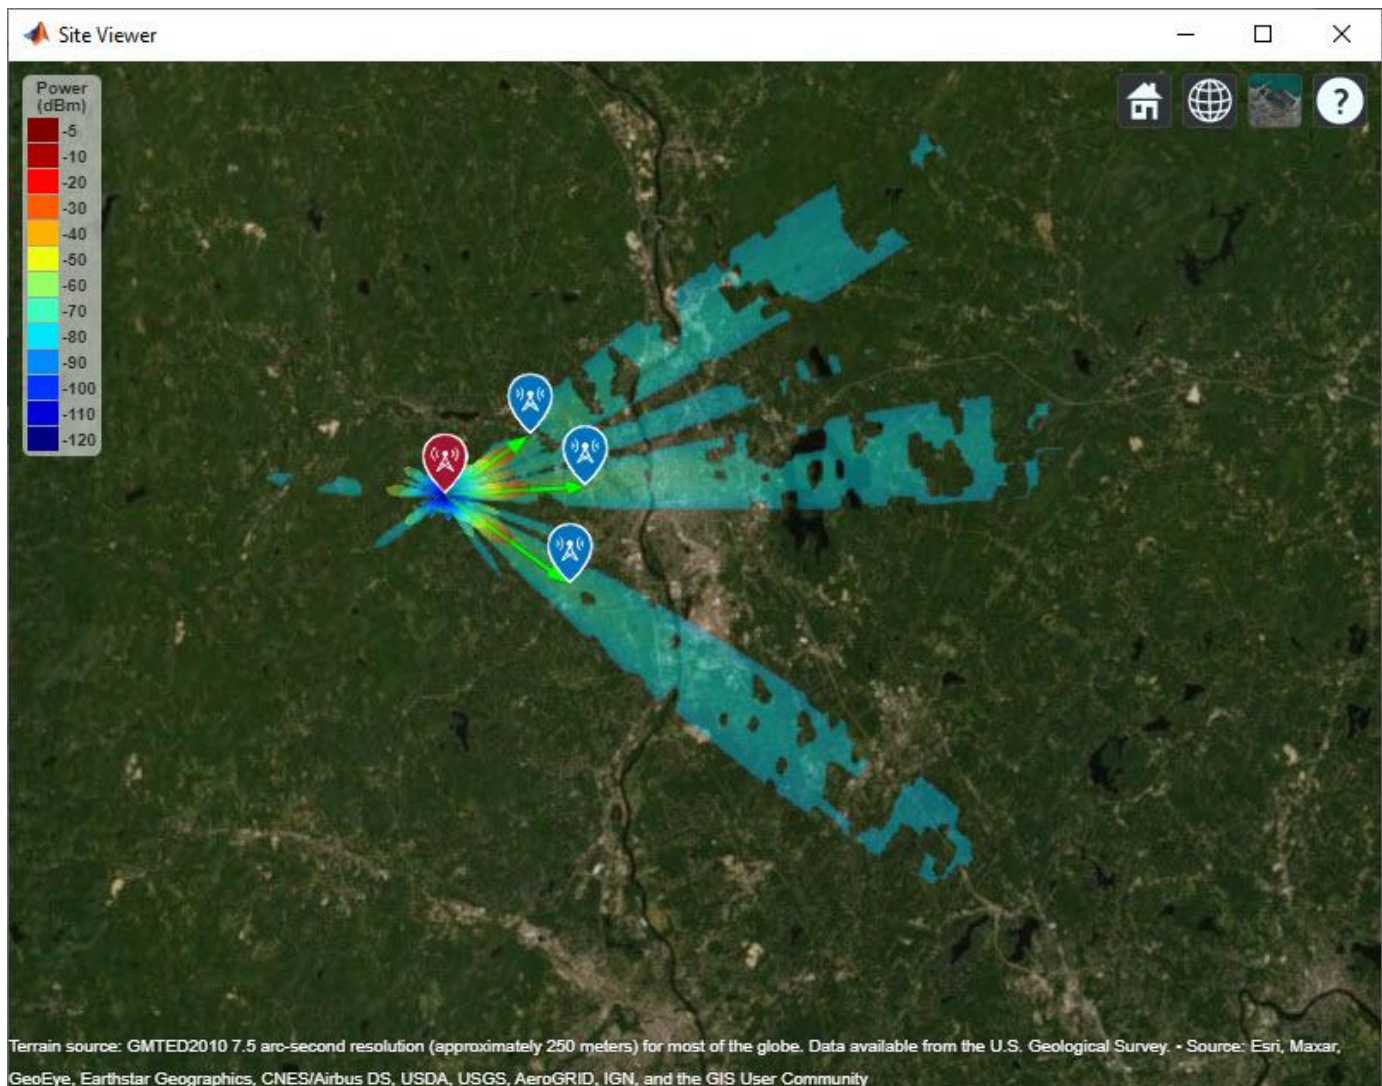 Site Viewer
Power
(dBm)
-5
-10
-20
-30
-40
-50
-60
-70
-80
-90
-100
-110
-120
?
Terrain source: GMTED2010 7.5 arc-second resolution (approximately 250 meters) for most of the globe. Data available from the U.S. Geological Survey. • Source: Esri, Maxar,
GeoEye, Earthstar Geographics, CNES/Airbus DS, USDA, USGS, AeroGRID, IGN, and the GIS User Community